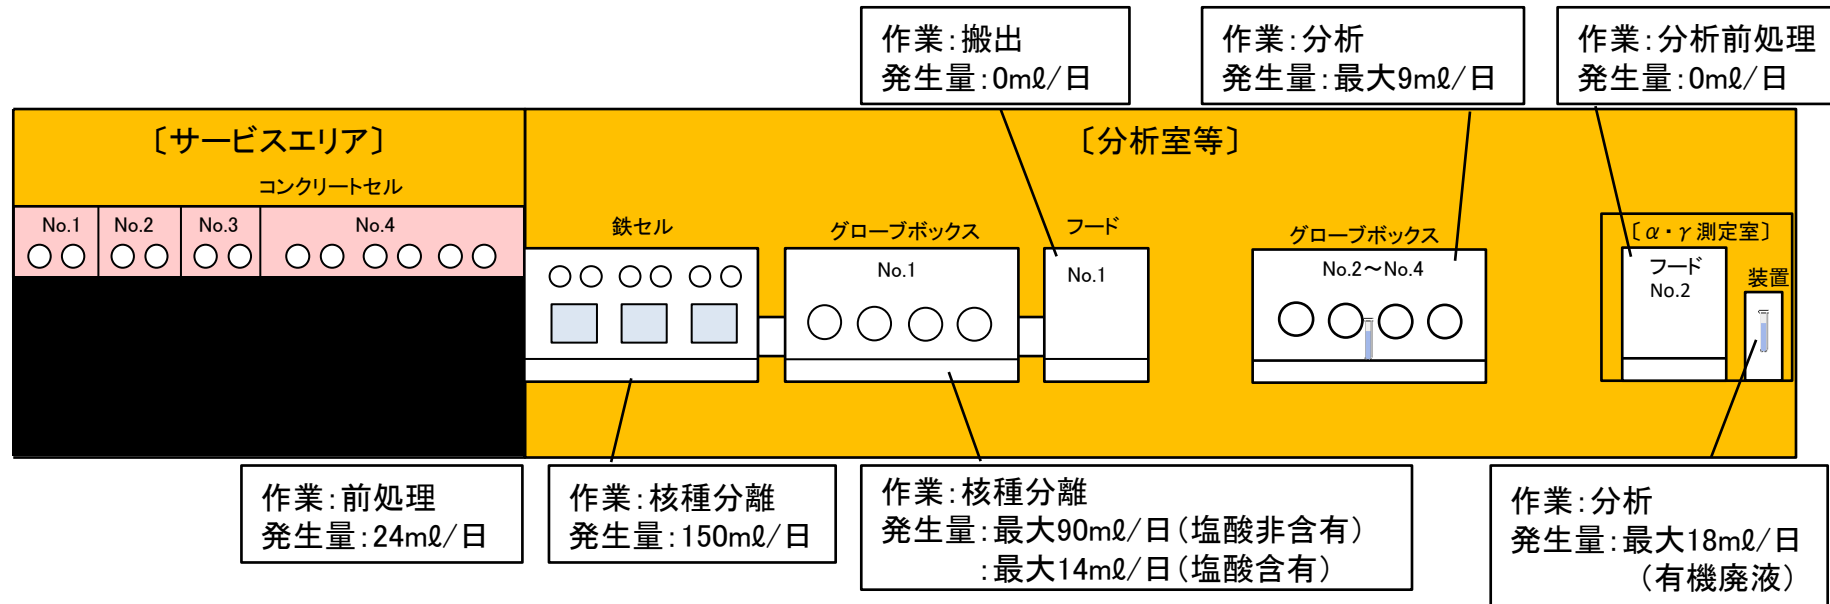 作業:搬出
発生量:0mℓ/日
作業:分析
発生量:最大9mℓ/日
作業:分析前処理
発生量:0mℓ/日
〔サービスエリア〕
〔分析室等〕
コンクリートセル
No.1
No.2
No.3
No.4
鉄セル
グローブボックス
No.1
フード
No.1
グローブボックス
No.2～No.4
〔α・γ測定室〕
フード
No.2
装置
作業:前処理
発生量:24mℓ/日
作業:核種分離
発生量:150mℓ/日
作業:核種分離
発生量:最大90mℓ/日(塩酸非含有)
:最大14mℓ/日(塩酸含有)
作業:分析
発生量:最大18mℓ/日
(有機廃液)